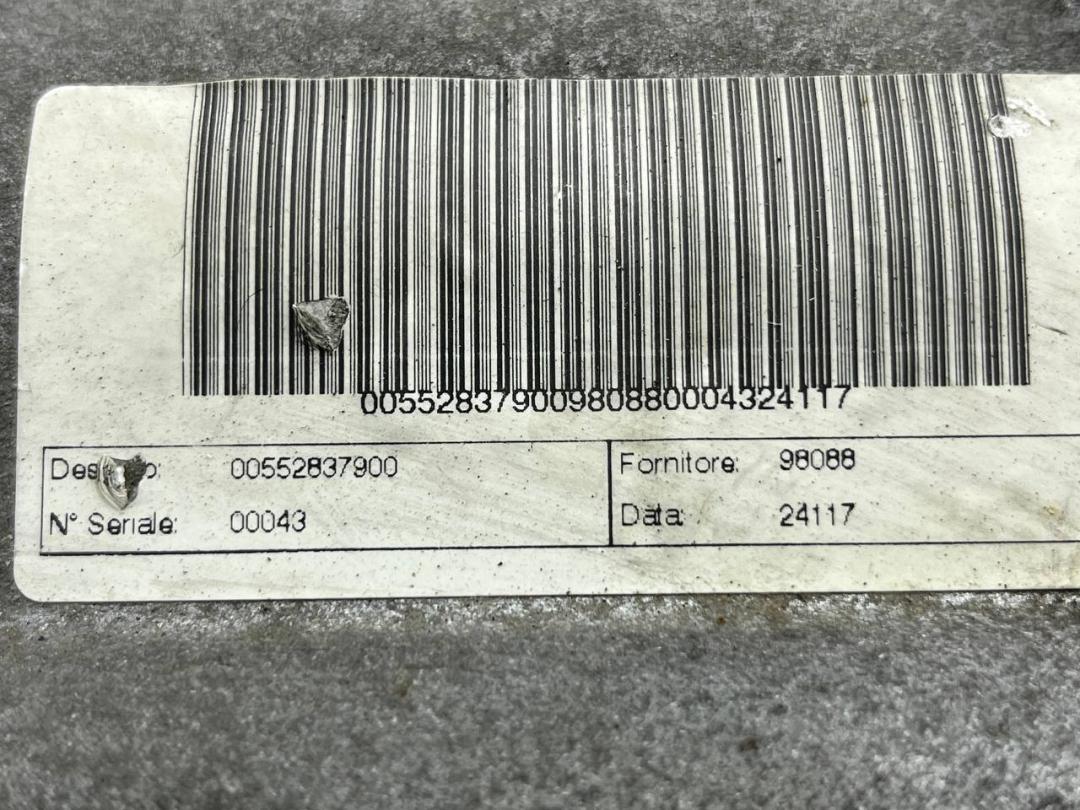 00552837900980880004324117
00552837900
Fornitore: 98088
N° Seriale: 00043
Data: 24117